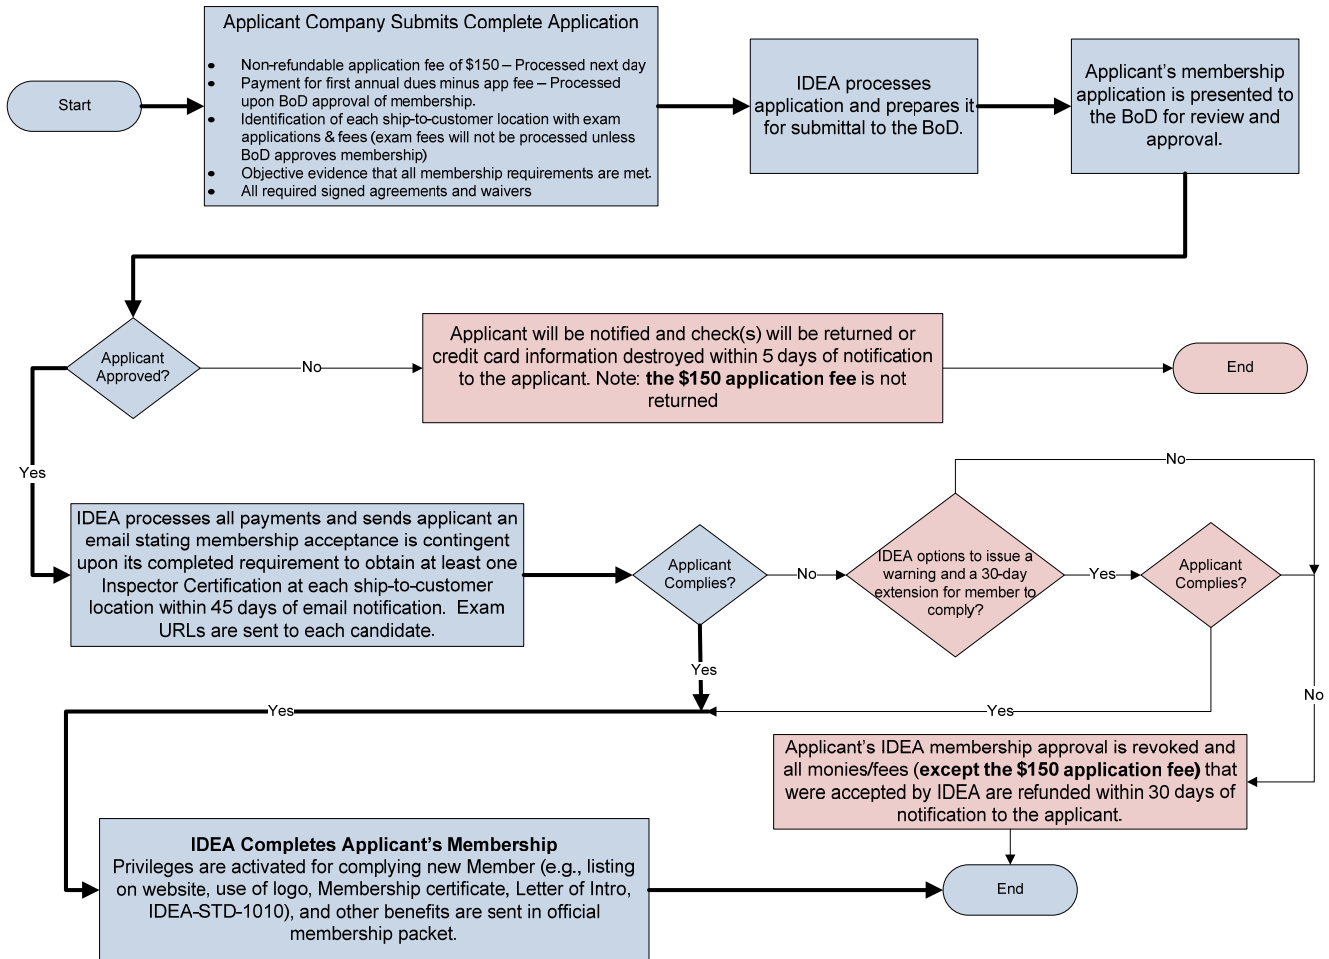 Applicant Company Submits Complete Application
Start
• Non-refundable application fee of $150 – Processed next day
• Payment for first annual dues minus app fee – Processed
upon BoD approval of membership.
• Identification of each ship-to-customer location with exam
applications & fees (exam fees will not be processed unless
BoD approves membership)
• Objective evidence that all membership requirements are met.
• All required signed agreements and waivers
IDEA processes
application and prepares it
for submittal to the BoD.
Applicant’s membership
application is presented to
the BoD for review and
approval.
Applicant
Approved?
No
Applicant will be notified and check(s) will be returned or
credit card information destroyed within 5 days of notification
to the applicant. Note: the $150 application fee is not
returned
End
Yes
IDEA processes all payments and sends applicant an
email stating membership acceptance is contingent
upon its completed requirement to obtain at least one
Inspector Certification at each ship-to-customer
location within 45 days of email notification.  Exam
URLs are sent to each candidate.
Applicant
Complies?
No
IDEA options to issue a
warning and a 30-day
extension for member to
comply?
No
Yes
Applicant
Complies?
No
Yes
Yes
Yes
Applicant’s IDEA membership approval is revoked and
all monies/fees (except the $150 application fee) that
were accepted by IDEA are refunded within 30 days of
notification to the applicant.
IDEA Completes Applicant’s Membership
Privileges are activated for complying new Member (e.g., listing
on website, use of logo, Membership certificate, Letter of Intro,
IDEA-STD-1010), and other benefits are sent in official
membership packet.
End